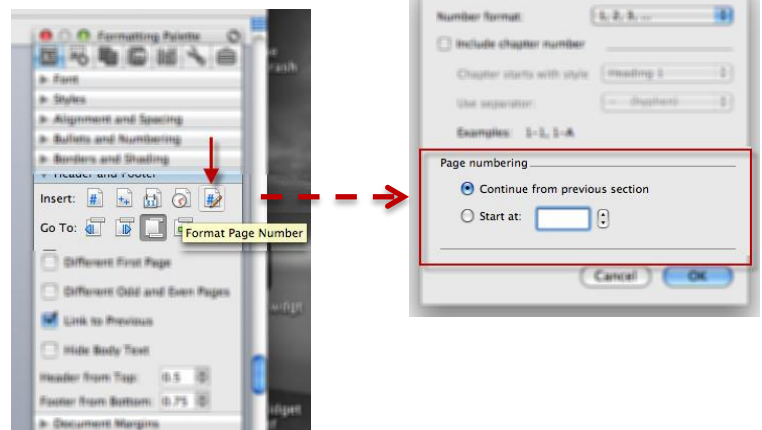 Formatting Palette
Font
Styles
Alignment and Spacing
Bullets and Numbering
Borders and Shading
Header and Footer
Insert:
Go To:
Format Page Number
Different First Page
Different Odd and Even Pages
Link to Previous
Hide Body Text
Header from Top: 0.5
Footer from Bottom: 0.75
Document Margins
Number format: 1, 2, 3, ...
Include chapter number
Chapter starts with style Heading 1
Use separator: - (hyphen)
Examples: 1-1, 1-A
Page numbering
Continue from previous section
Start at:
Cancel OK